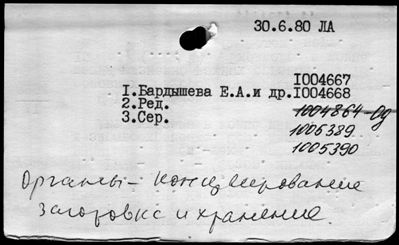 30.6.80 ЛА
1004667
1.Бардышева Е.А.и др.1004668
2.Ред. 1004864-Од
3.Сер. 1005389
1005390
Органы - консервирование
Заготовка и хранение.